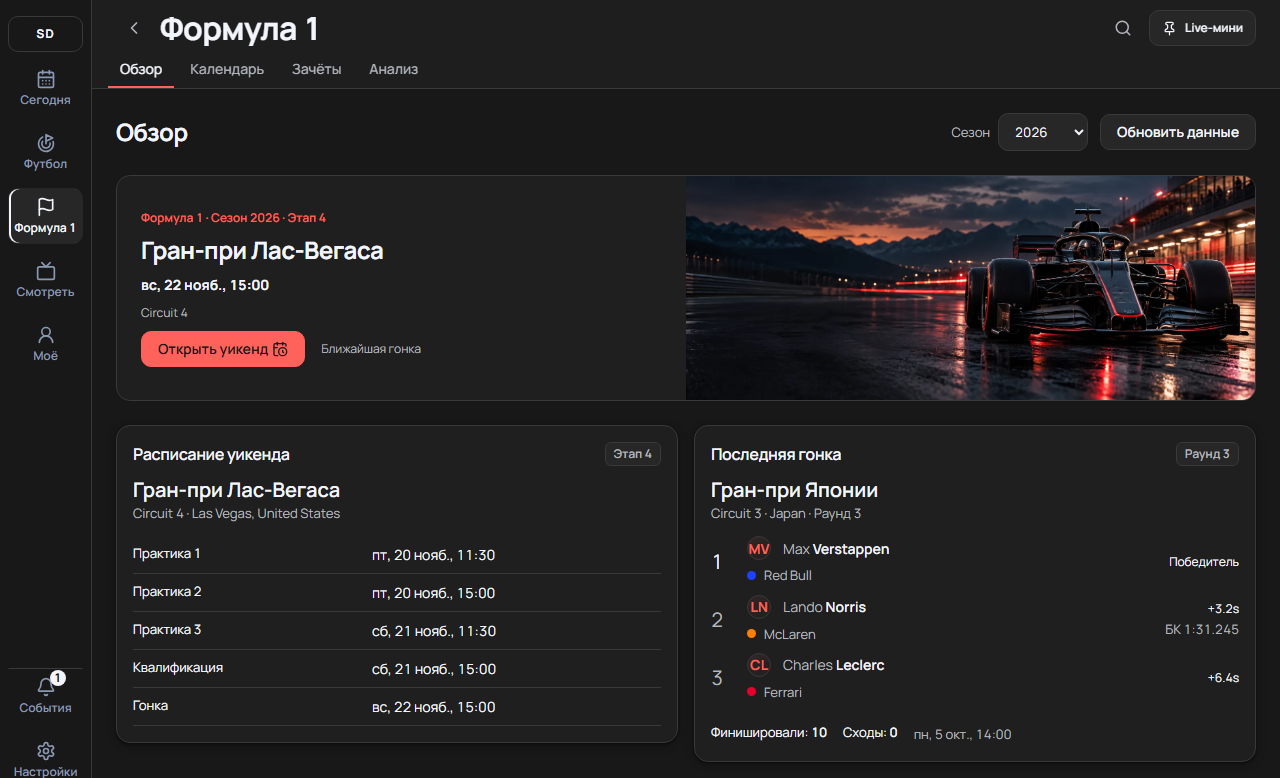 SD
Сегодня
Футбол
Формула 1
Смотреть
Моё
1
События
Настройки
Формула 1
Live-мини
Обзор
Календарь
Зачёты
Анализ
Обзор
Сезон
2026
Обновить данные
Формула 1 · Сезон 2026 · Этап 4
Гран-при Лас-Вегаса
вс, 22 нояб., 15:00
Circuit 4
Открыть уикенд
Ближайшая гонка
Расписание уикенда
Этап 4
Гран-при Лас-Вегаса
Circuit 4 · Las Vegas, United States
Практика 1
пт, 20 нояб., 11:30
Практика 2
пт, 20 нояб., 15:00
Практика 3
сб, 21 нояб., 11:30
Квалификация
сб, 21 нояб., 15:00
Гонка
вс, 22 нояб., 15:00
Последняя гонка
Раунд 3
Гран-при Японии
Circuit 3 · Japan · Раунд 3
1
MV
Max Verstappen
Red Bull
Победитель
2
LN
Lando Norris
McLaren
+3.2s
БК 1:31.245
3
CL
Charles Leclerc
Ferrari
+6.4s
Финишировали: 10
Сходы: 0
пн, 5 окт., 14:00